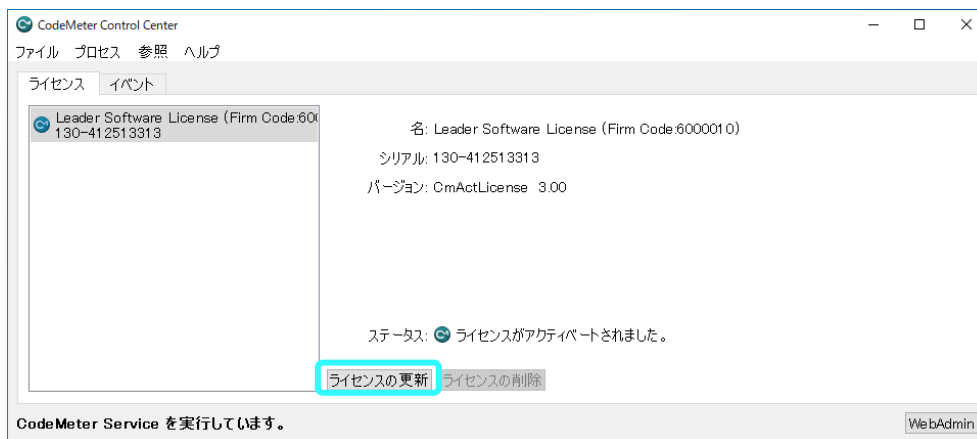 CodeMeter Control Center
ファイル プロセス 参照 ヘルプ
ライセンス イベント
Leader Software License (Firm Code:600
130-412513313
名: Leader Software License (Firm Code:6000010)
シリアル: 130-412513313
バージョン: CmActLicense 3.00
ステータス: ライセンスがアクティベートされました。
ライセンスの更新 ライセンスの削除
CodeMeter Service を実行しています。 WebAdmin